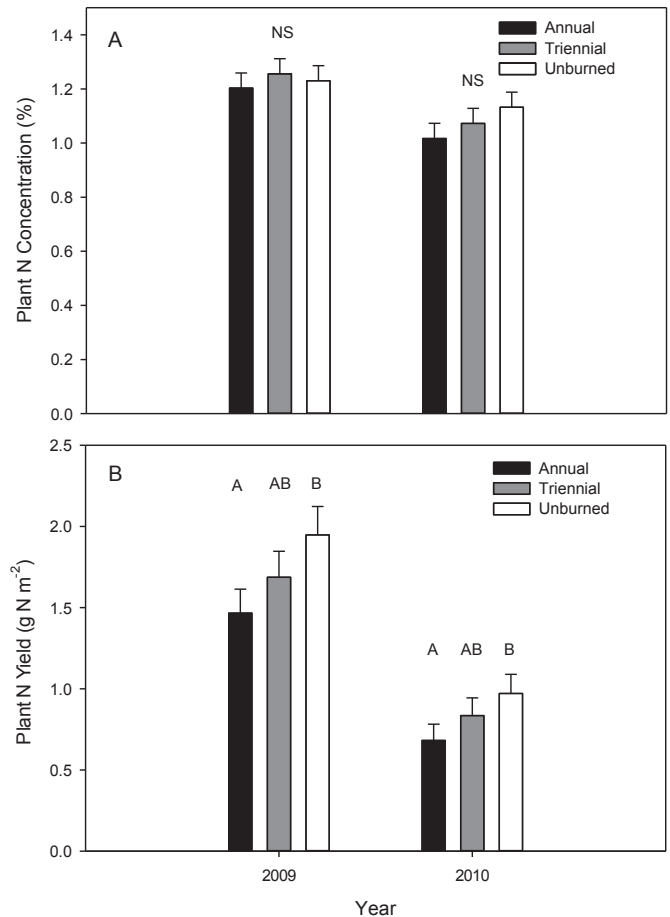 A
NS
NS
Annual
Triennial
Unburned
1.4
1.2
1.0
0.8
0.6
0.4
0.2
0.0
Plant N Concentration (%)
B
A AB B
A AB B
Annual
Triennial
Unburned
2.5
2.0
1.5
1.0
0.5
0.0
Plant N Yield (g N m⁻²)
2009 2010
Year